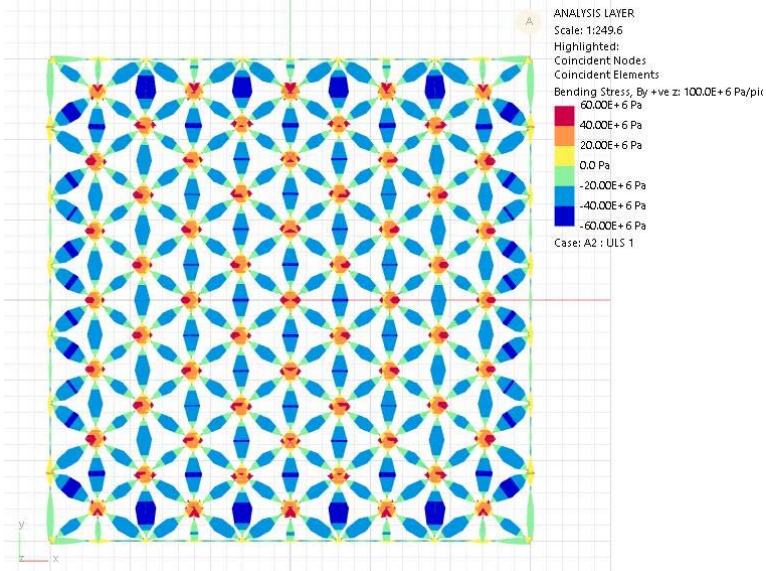 A
ANALYSIS LAYER
Scale: 1:249.6
Highlighted:
Coincident Nodes
Coincident Elements
Bending Stress, By +ve z: 100.0E+6 Pa/pic
60.00E+6 Pa
40.00E+6 Pa
20.00E+6 Pa
0.0 Pa
-20.00E+6 Pa
-40.00E+6 Pa
-60.00E+6 Pa
Case: A2 : ULS 1
y
z x